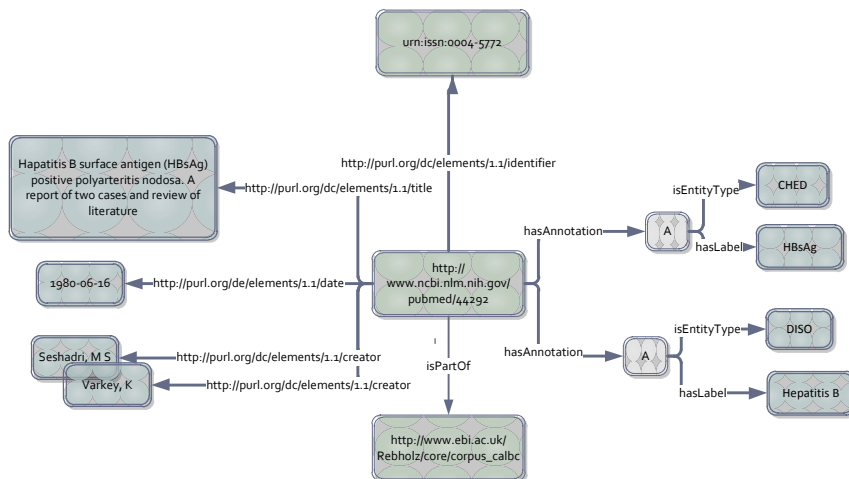 urn:issn:0004-5772
http://purl.org/dc/elements/1.1/identifier
Hapatitis B surface antigen (HBsAg)
positive polyarteritis nodosa. A
report of two cases and review of
literature
http://purl.org/dc/elements/1.1/title
isEntityType
CHED
hasAnnotation
A
hasLabel
HBsAg
http://
www.ncbi.nlm.nih.gov/
pubmed/44292
1980-06-16
http://purl.org/de/elements/1.1/date
isEntityType
DISO
hasAnnotation
A
hasLabel
Hepatitis B
Seshadri, M S
http://purl.org/dc/elements/1.1/creator
Varkey, K
http://purl.org/dc/elements/1.1/creator
isPartOf
http://www.ebi.ac.uk/
Rebholz/core/corpus_calbc